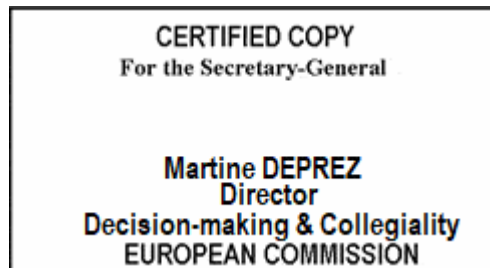 CERTIFIED COPY
For the Secretary-General
Martine DEPREZ
Director
Decision-making & Collegiality
EUROPEAN COMMISSION